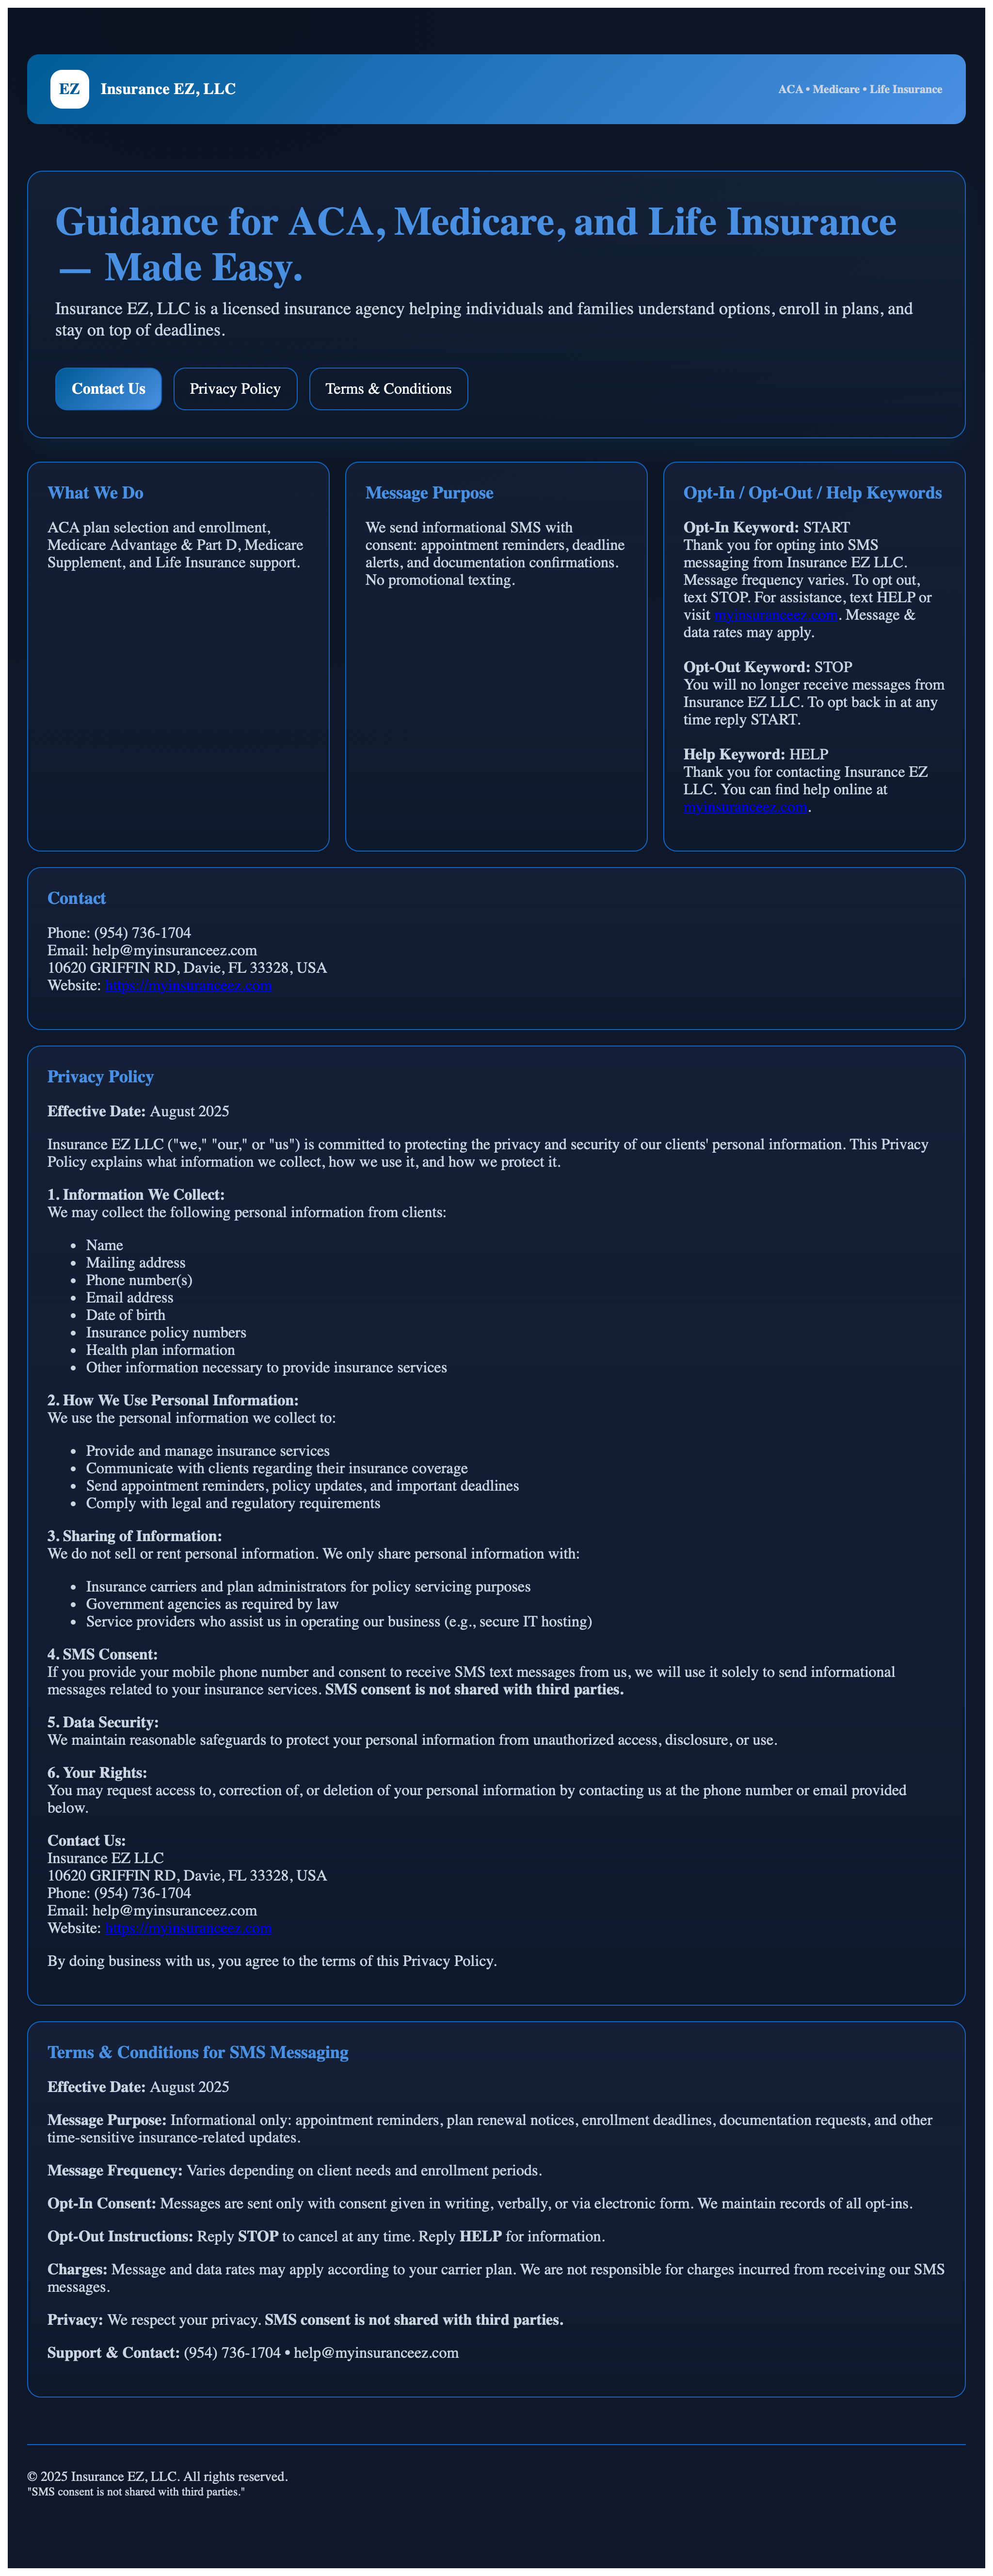 EZ
Insurance EZ, LLC
ACA • Medicare • Life Insurance
Guidance for ACA, Medicare, and Life Insurance
— Made Easy.
Insurance EZ, LLC is a licensed insurance agency helping individuals and families understand options, enroll in plans, and
stay on top of deadlines.
Contact Us
Privacy Policy
Terms & Conditions
What We Do
ACA plan selection and enrollment,
Medicare Advantage & Part D, Medicare
Supplement, and Life Insurance support.
Message Purpose
We send informational SMS with
consent: appointment reminders, deadline
alerts, and documentation confirmations.
No promotional texting.
Opt-In / Opt-Out / Help Keywords
Opt-In Keyword: START
Thank you for opting into SMS
messaging from Insurance EZ LLC.
Message frequency varies. To opt out,
text STOP. For assistance, text HELP or
visit myinsuranceez.com. Message &
data rates may apply.
Opt-Out Keyword: STOP
You will no longer receive messages from
Insurance EZ LLC. To opt back in at any
time reply START.
Help Keyword: HELP
Thank you for contacting Insurance EZ
LLC. You can find help online at
myinsuranceez.com.
Contact
Phone: (954) 736-1704
Email: help@myinsuranceez.com
10620 GRIFFIN RD, Davie, FL 33328, USA
Website: https://myinsuranceez.com
Privacy Policy
Effective Date: August 2025
Insurance EZ LLC ("we," "our," or "us") is committed to protecting the privacy and security of our clients' personal information. This Privacy
Policy explains what information we collect, how we use it, and how we protect it.
1. Information We Collect:
We may collect the following personal information from clients:
• Name
• Mailing address
• Phone number(s)
• Email address
• Date of birth
• Insurance policy numbers
• Health plan information
• Other information necessary to provide insurance services
2. How We Use Personal Information:
We use the personal information we collect to:
• Provide and manage insurance services
• Communicate with clients regarding their insurance coverage
• Send appointment reminders, policy updates, and important deadlines
• Comply with legal and regulatory requirements
3. Sharing of Information:
We do not sell or rent personal information. We only share personal information with:
• Insurance carriers and plan administrators for policy servicing purposes
• Government agencies as required by law
• Service providers who assist us in operating our business (e.g., secure IT hosting)
4. SMS Consent:
If you provide your mobile phone number and consent to receive SMS text messages from us, we will use it solely to send informational
messages related to your insurance services. SMS consent is not shared with third parties.
5. Data Security:
We maintain reasonable safeguards to protect your personal information from unauthorized access, disclosure, or use.
6. Your Rights:
You may request access to, correction of, or deletion of your personal information by contacting us at the phone number or email provided
below.
Contact Us:
Insurance EZ LLC
10620 GRIFFIN RD, Davie, FL 33328, USA
Phone: (954) 736-1704
Email: help@myinsuranceez.com
Website: https://myinsuranceez.com
By doing business with us, you agree to the terms of this Privacy Policy.
Terms & Conditions for SMS Messaging
Effective Date: August 2025
Message Purpose: Informational only: appointment reminders, plan renewal notices, enrollment deadlines, documentation requests, and other
time-sensitive insurance-related updates.
Message Frequency: Varies depending on client needs and enrollment periods.
Opt-In Consent: Messages are sent only with consent given in writing, verbally, or via electronic form. We maintain records of all opt-ins.
Opt-Out Instructions: Reply STOP to cancel at any time. Reply HELP for information.
Charges: Message and data rates may apply according to your carrier plan. We are not responsible for charges incurred from receiving our SMS
messages.
Privacy: We respect your privacy. SMS consent is not shared with third parties.
Support & Contact: (954) 736-1704 • help@myinsuranceez.com
© 2025 Insurance EZ, LLC. All rights reserved.
"SMS consent is not shared with third parties."